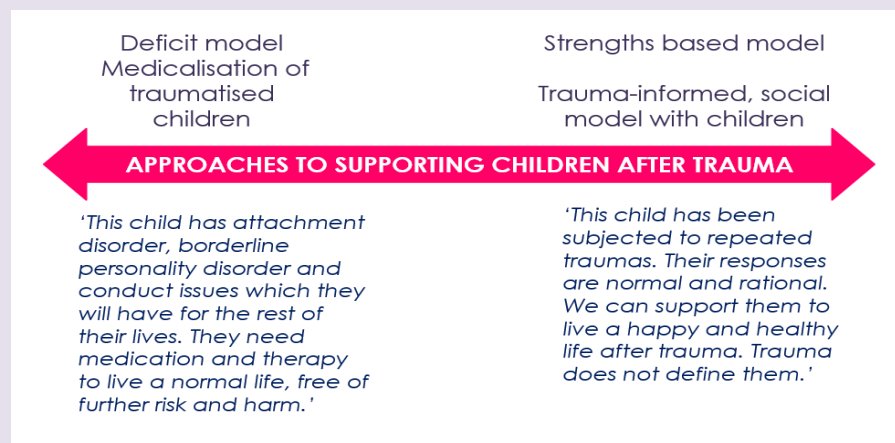 Deficit model
Medicalisation of
traumatised
children
Strengths based model
Trauma-informed, social
model with children
APPROACHES TO SUPPORTING CHILDREN AFTER TRAUMA
‘This child has attachment
disorder, borderline
personality disorder and
conduct issues which they
will have for the rest of
their lives. They need
medication and therapy
to live a normal life, free of
further risk and harm.’
‘This child has been
subjected to repeated
traumas. Their responses
are normal and rational.
We can support them to
live a happy and healthy
life after trauma. Trauma
does not define them.’